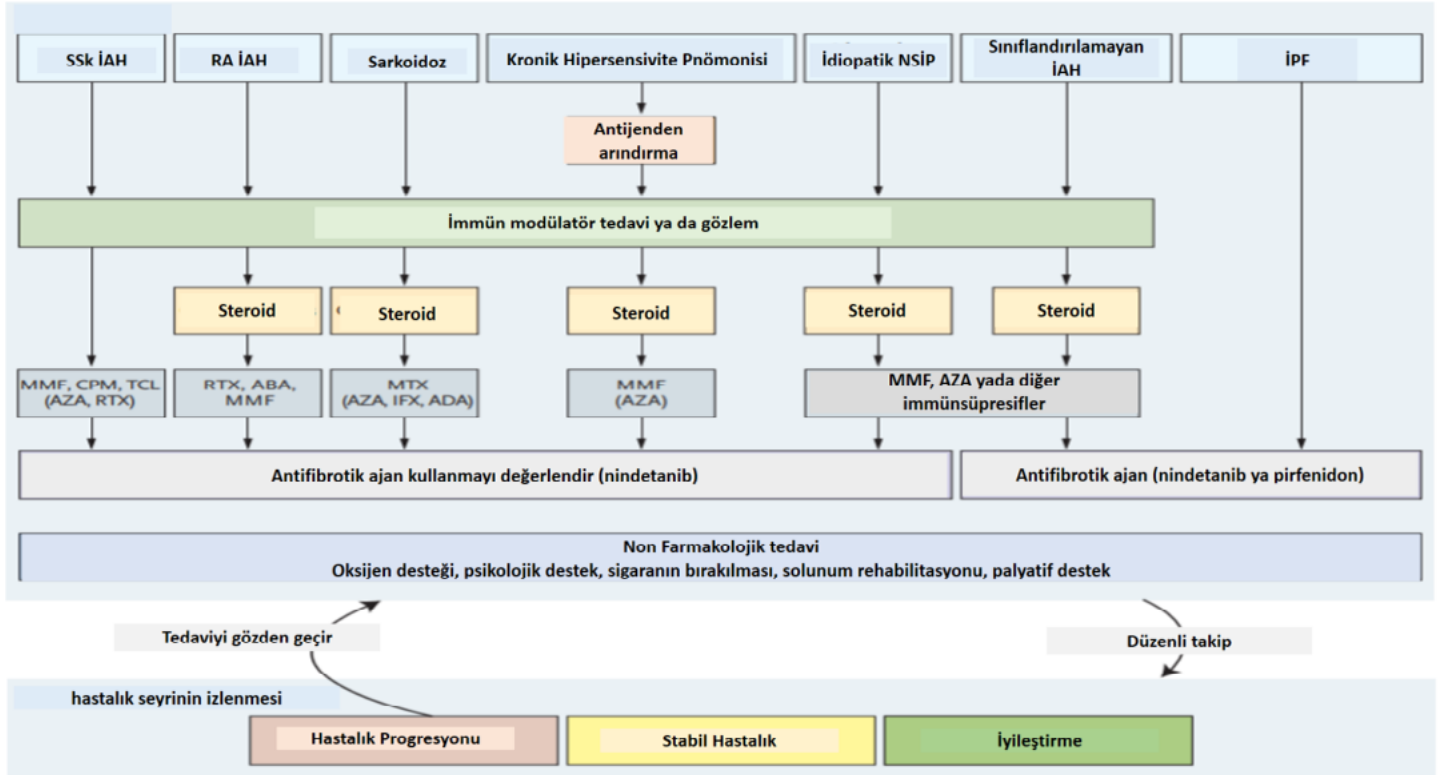 SSk İAH
RA İAH
Sarkoidoz
Kronik Hipersensivite Pnömonisi
İdiopatik NSİP
Sınıflandırılamayan
İAH
İPF
Antijenden
arındırma
İmmün modülatör tedavi ya da gözlem
Steroid
Steroid
Steroid
Steroid
Steroid
MMF, CPM, TCL
(AZA, RTX)
RTX, ABA,
MMF
MTX
(AZA, IFX, ADA)
MMF
(AZA)
MMF, AZA yada diğer
immünsüpresifler
Antifibrotik ajan kullanmayı değerlendir (nindetanib)
Antifibrotik ajan (nindetanib ya pirfenidon)
Non Farmakolojik tedavi
Oksijen desteği, psikolojik destek, sigaranın bırakılması, solunum rehabilitasyonu, palyatif destek
Tedaviyi gözden geçir
Düzenli takip
hastalık seyrinin izlenmesi
Hastalık Progresyonu
Stabil Hastalık
İyileştirme